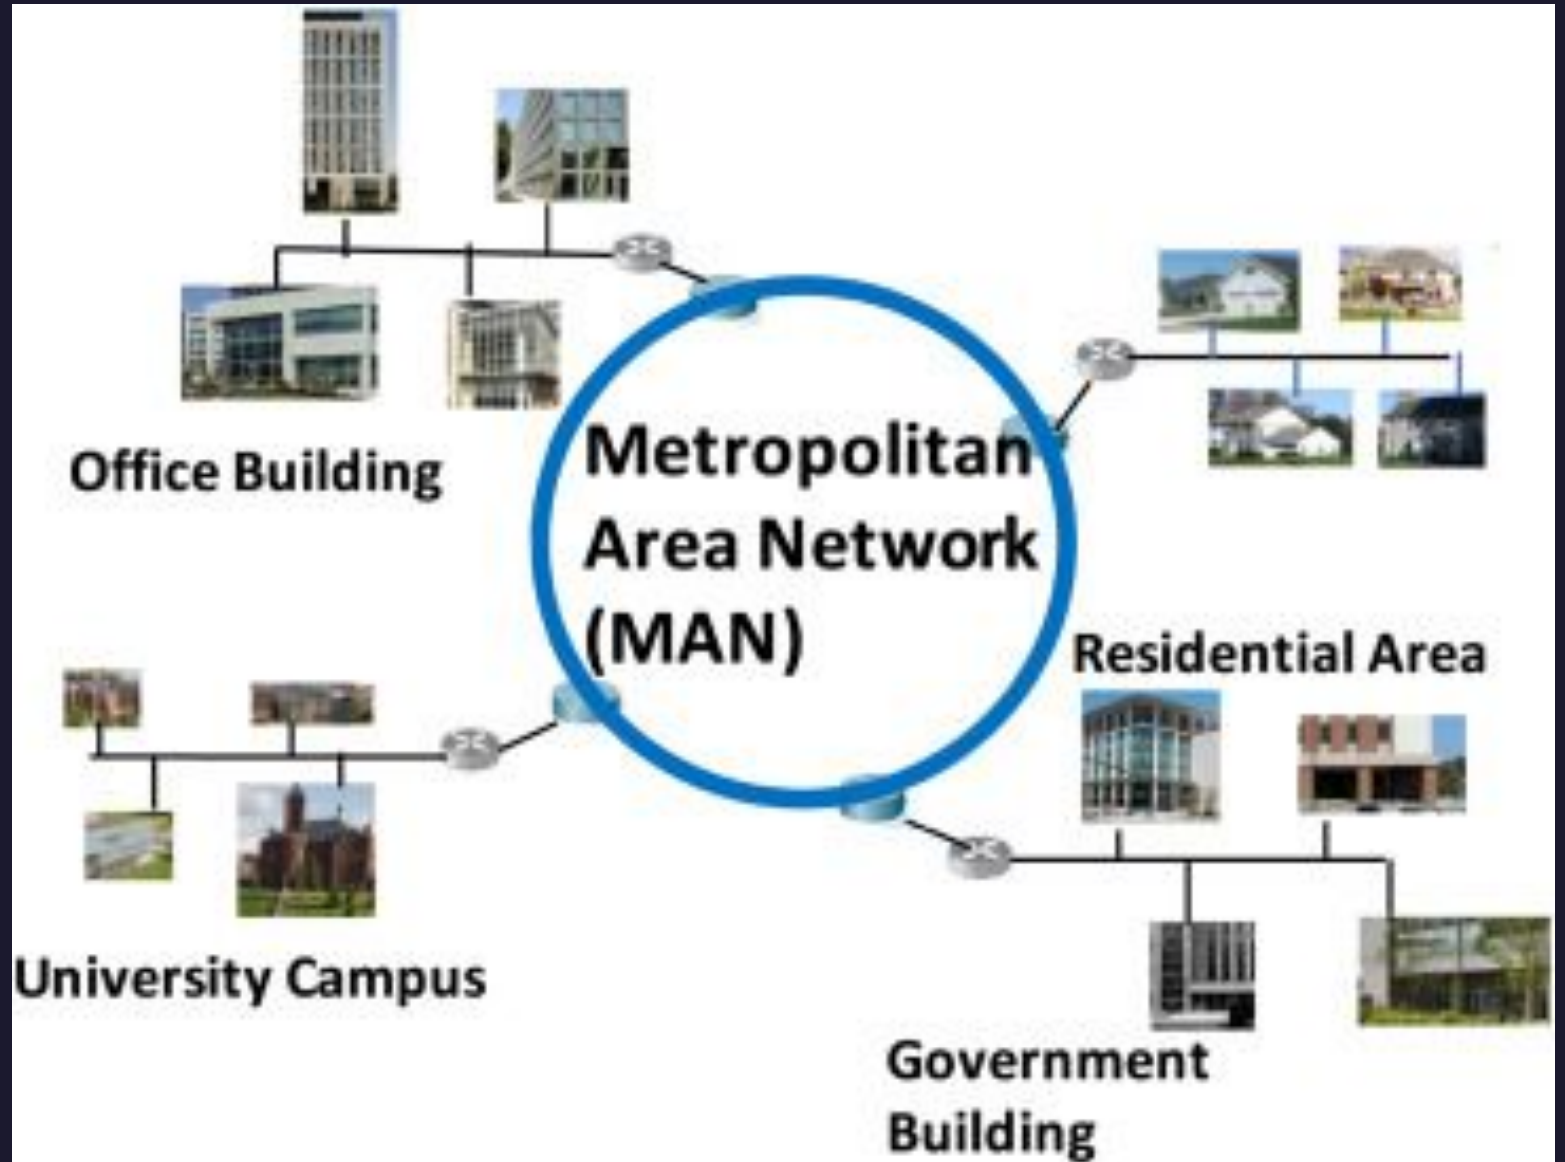 Office Building
Metropolitan
Area Network
(MAN)
Residential Area
University Campus
Government
Building